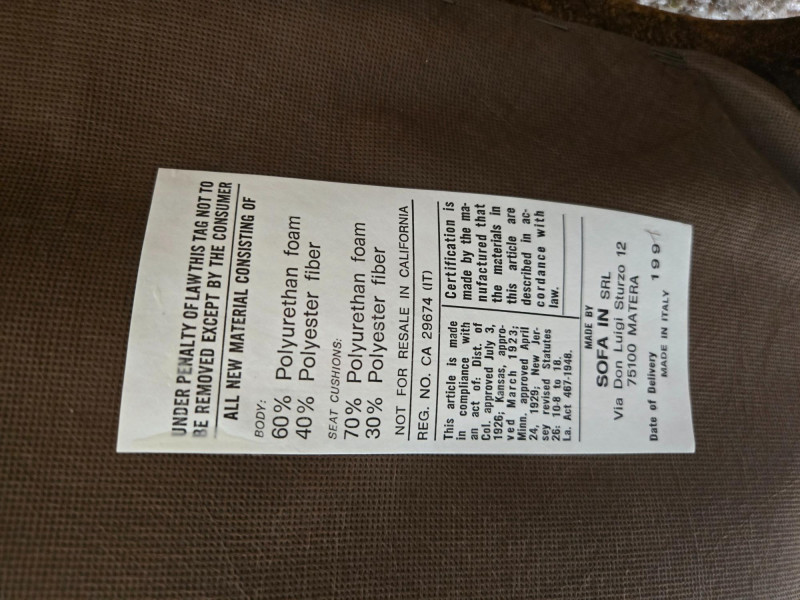 UNDER PENALTY OF LAW THIS TAG NOT TO
BE REMOVED EXCEPT BY THE CONSUMER
ALL NEW MATERIAL CONSISTING OF
BODY:
60% Polyurethan foam
40% Polyester fiber
SEAT CUSHIONS:
70% Polyurethan foam
30% Polyester fiber
NOT FOR RESALE IN CALIFORNIA
REG. NO. CA 29674 (IT)
This article is made
in compliance with
an act of: Dist. of
Col. approved July 3,
1926; Kansas, appro-
ved March 1923;
Minn. approved April
24, 1929; New Jer-
sey revised Statutes
26: 10-8 to 18
La. Act 467-1948.
Certification is
made by the ma-
nufactured that
the materials in
this article are
described in ac-
cordance with
law.
MADE BY
SOFA IN SRL
Via Don Luigi Sturzo 12
75100 MATERA
Date of Delivery
MADE IN ITALY